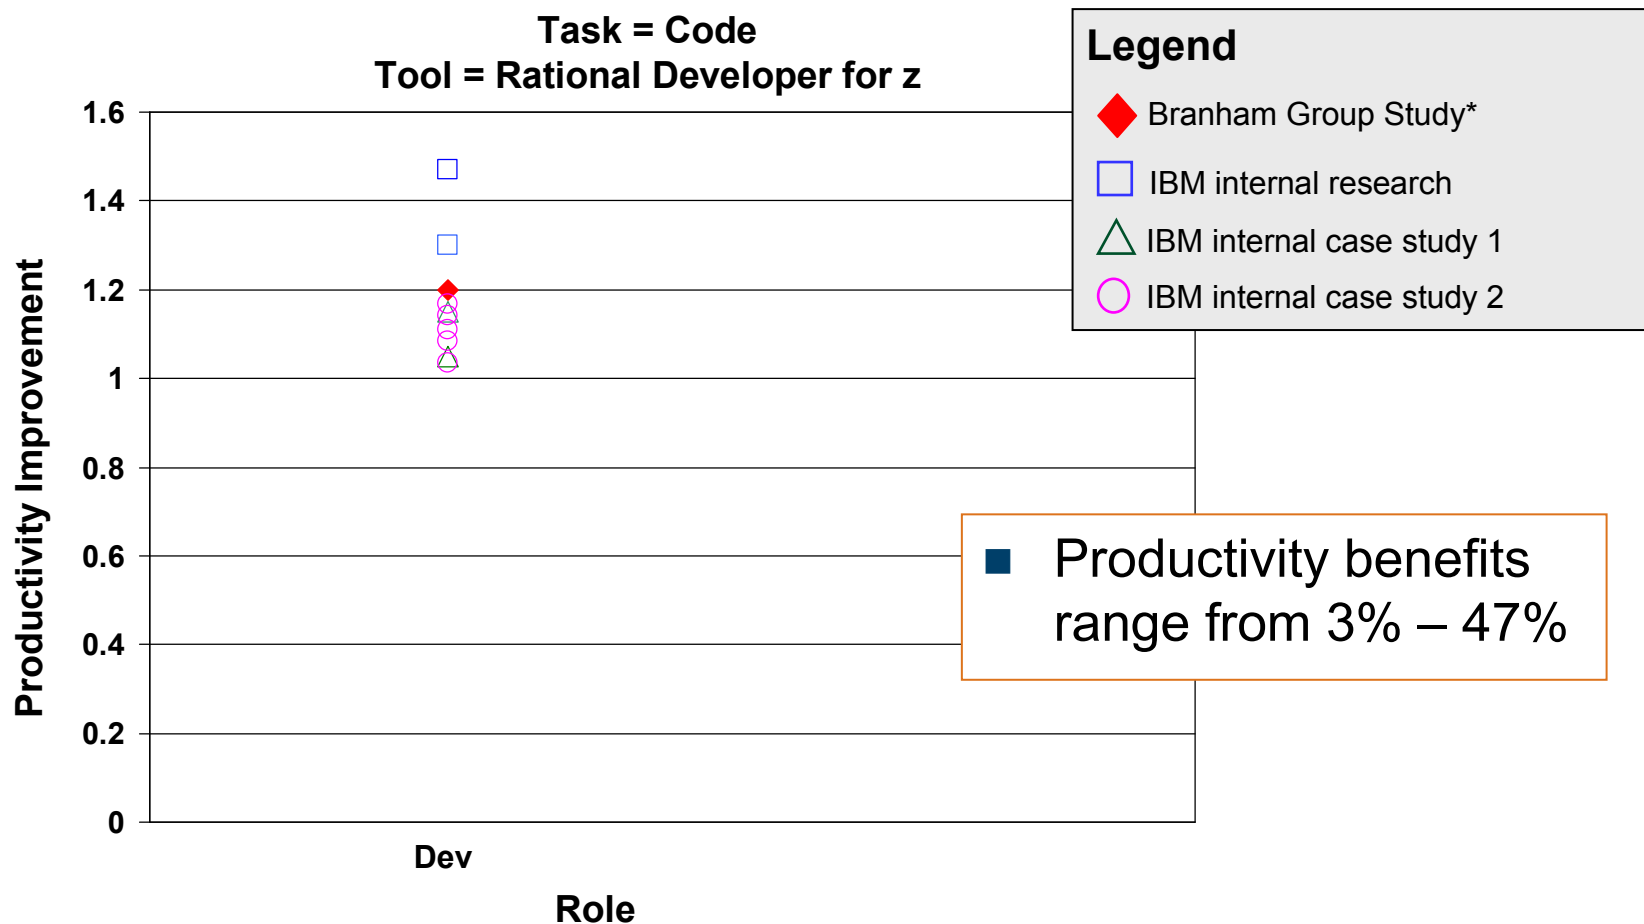 Task = Code
Tool = Rational Developer for z
Legend
Branham Group Study*
IBM internal research
IBM internal case study 1
IBM internal case study 2
Productivity Improvement
1.6
1.4
1.2
1
0.8
0.6
0.4
0.2
0
Productivity benefits
range from 3% – 47%
Dev
Role